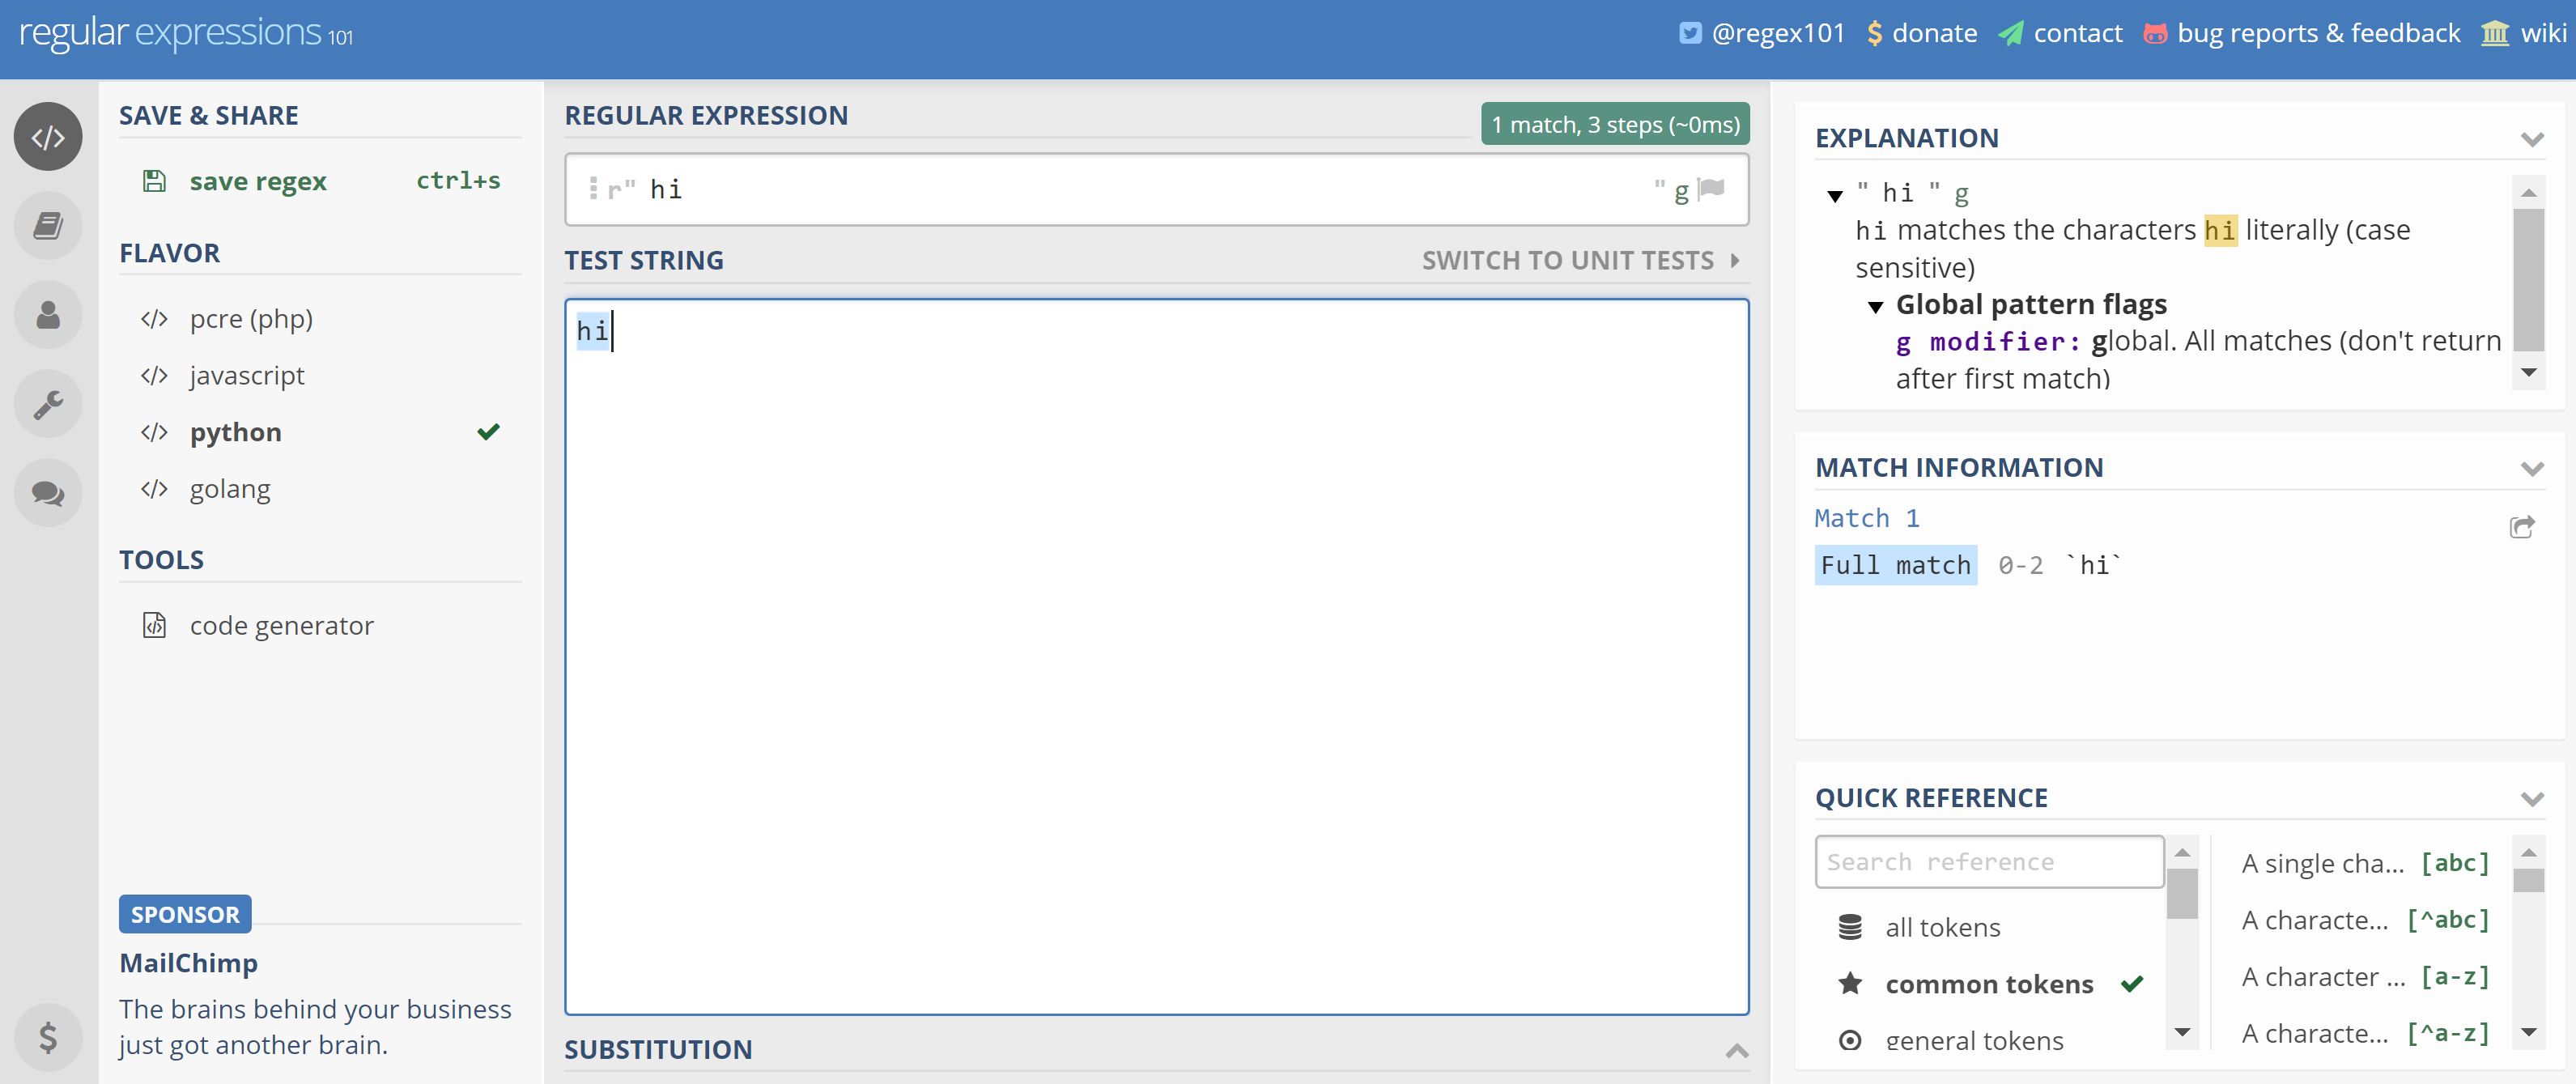 regular expressions 101
@regex101 donate contact bug reports & feedback wiki
SAVE & SHARE
save regex ctrl+s
FLAVOR
pcre (php)
javascript
python
golang
TOOLS
code generator
SPONSOR
MailChimp
The brains behind your business
just got another brain.
REGULAR EXPRESSION
1 match, 3 steps (~0ms)
r" hi " g
TEST STRING
SWITCH TO UNIT TESTS
hi
SUBSTITUTION
EXPLANATION
" hi " g
hi matches the characters hi literally (case
sensitive)
Global pattern flags
g modifier: global. All matches (don't return
after first match)
MATCH INFORMATION
Match 1
Full match 0-2 `hi`
QUICK REFERENCE
Search reference
all tokens
common tokens
general tokens
A single cha... [abc]
A characte... [^abc]
A character ... [a-z]
A characte... [^a-z]